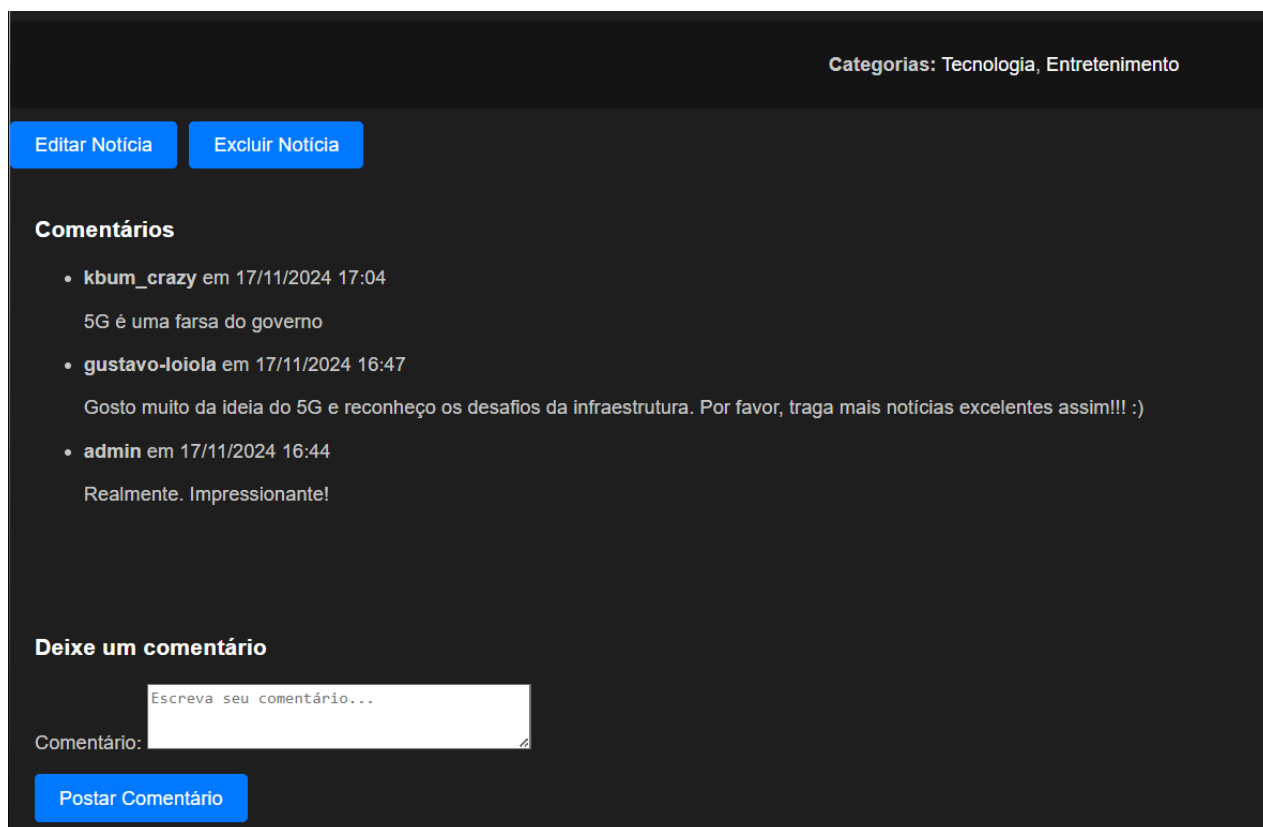 Categorias: Tecnologia, Entretenimento
Editar Notícia Excluir Notícia
Comentários
kbum_crazy em 17/11/2024 17:04
5G é uma farsa do governo
gustavo-loiola em 17/11/2024 16:47
Gosto muito da ideia do 5G e reconheço os desafios da infraestrutura. Por favor, traga mais notícias excelentes assim!!! :)
admin em 17/11/2024 16:44
Realmente. Impressionante!
Deixe um comentário
Escreva seu comentário...
Comentário:
Postar Comentário